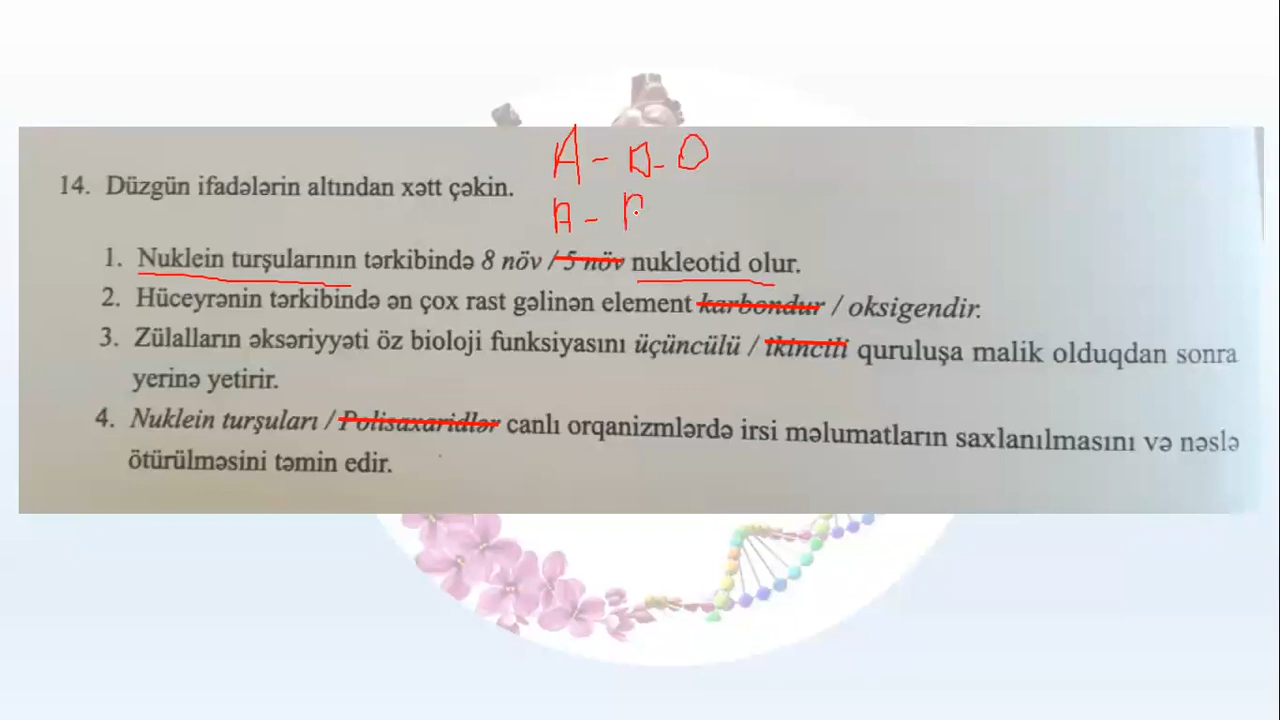 A - D - D
14. Düzgün ifadələrin altından xətt çəkin.
A -
1. Nuklein turşularının tərkibində 8 növ / 5 növ nukleotid olur.
2. Hüceyrənin tərkibində ən çox rast gəlinən element karbondur / oksigendir.
3. Zülalların əksəriyyəti öz bioloji funksiyasını üçüncülü / ikincili quruluşa malik olduqdan sonra
yerinə yetirir.
4. Nuklein turşuları / Polisaxaridlər canlı orqanizmlərdə irsi məlumatların saxlanılmasını və nəslə
ötürülməsini təmin edir.